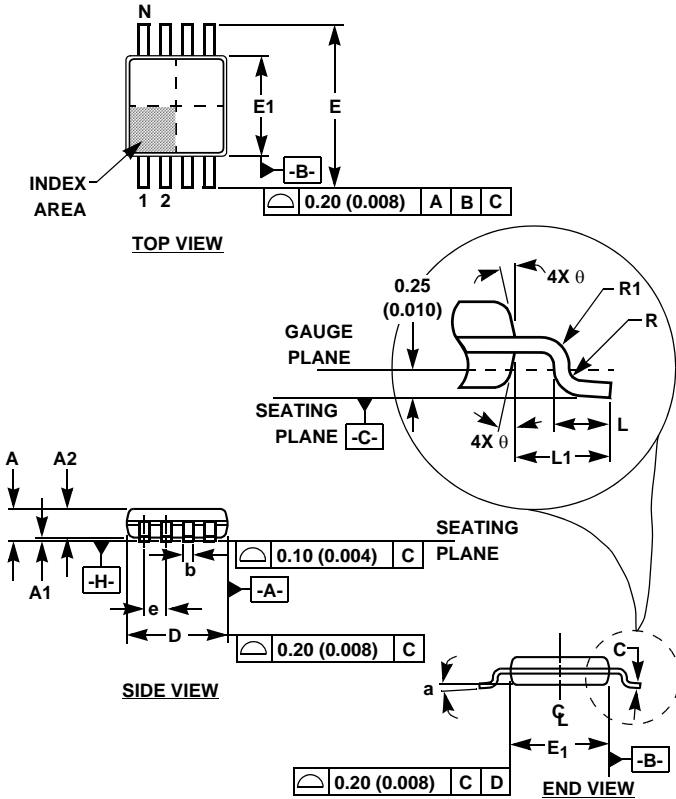 N
E1
E
-B-
INDEX
AREA
1 2
0.20 (0.008) A B C
TOP VIEW
0.25
(0.010)
4X θ
R1
R
GAUGE
PLANE
SEATING
PLANE
-C-
4X θ
L
L1
A A2
SEATING
PLANE
A1
-H-
b
0.10 (0.004) C
-A-
e
D
0.20 (0.008) C
SIDE VIEW
C
a
CL
E1
-B-
0.20 (0.008) C D
END VIEW